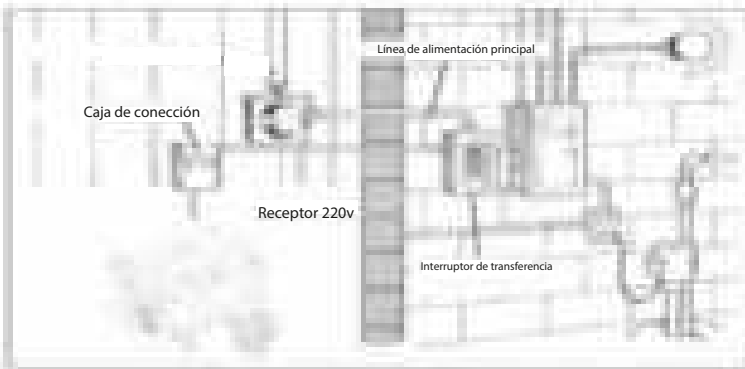 Línea de alimentación principal
Caja de conección
Receptor 220v
Interruptor de transferencia